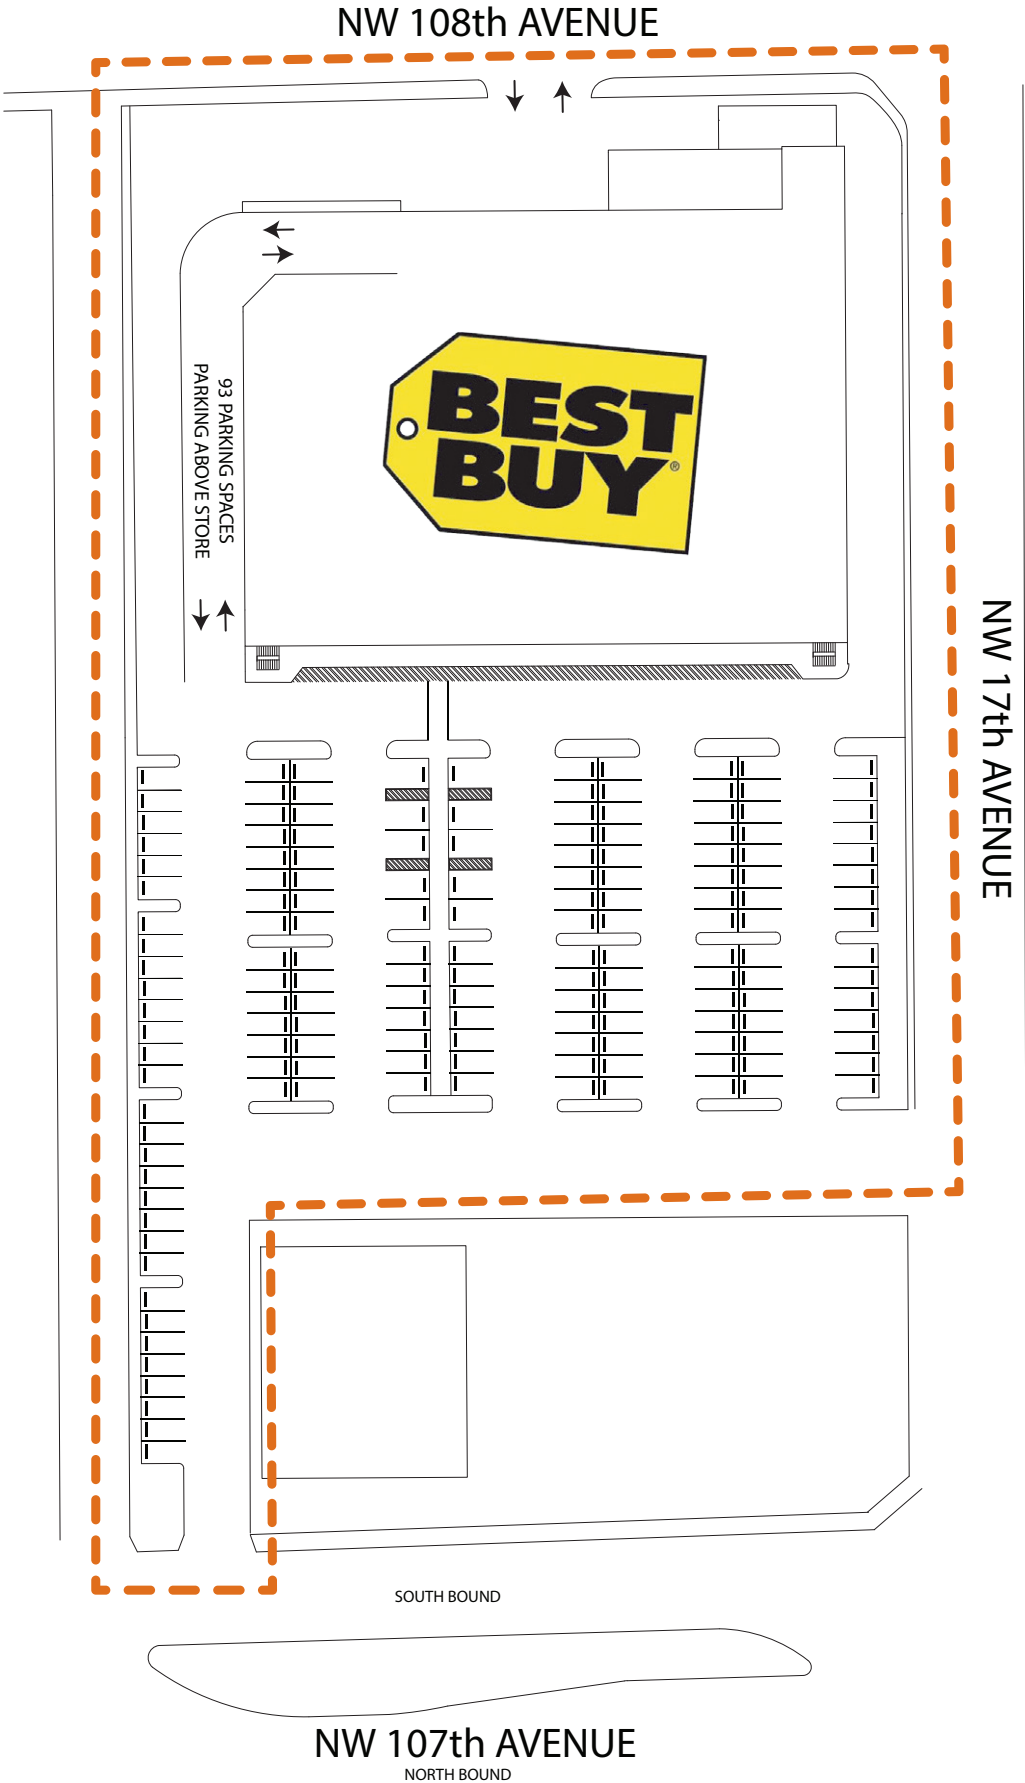 NW 108th AVENUE
93 PARKING SPACES
PARKING ABOVE STORE
BEST
BUY®
NW 17th AVENUE
SOUTH BOUND
NW 107th AVENUE
NORTH BOUND